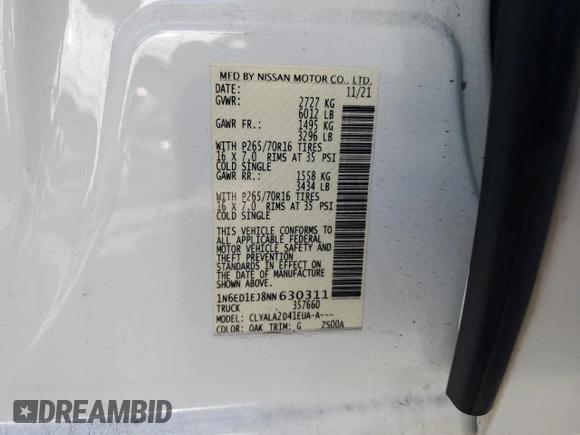 MFD BY NISSAN MOTOR CO., LTD.
DATE: 11/21
GVWR: 2727 KG
6012 LB
GAWR FR.: 1495 KG
3296 LB
WITH P265/70R16 TIRES
16 X 7.0 RIMS AT 35 PSI
COLD SINGLE
GAWR RR.: 1558 KG
3434 LB
WITH P265/70R16 TIRES
16 X 7.0 RIMS AT 35 PSI
COLD SINGLE
THIS VEHICLE CONFORMS TO
ALL APPLICABLE FEDERAL
MOTOR VEHICLE SAFETY AND
THEFT PREVENTION
STANDARDS IN EFFECT ON
THE DATE OF MANUFACTURE
SHOWN ABOVE
1N6ED1EJ8NN630311
TRUCK 357660
MODEL: CLYALA2D41EUA-A---
COLOR: QAK TRIM: G 2S00A
DREAMBID